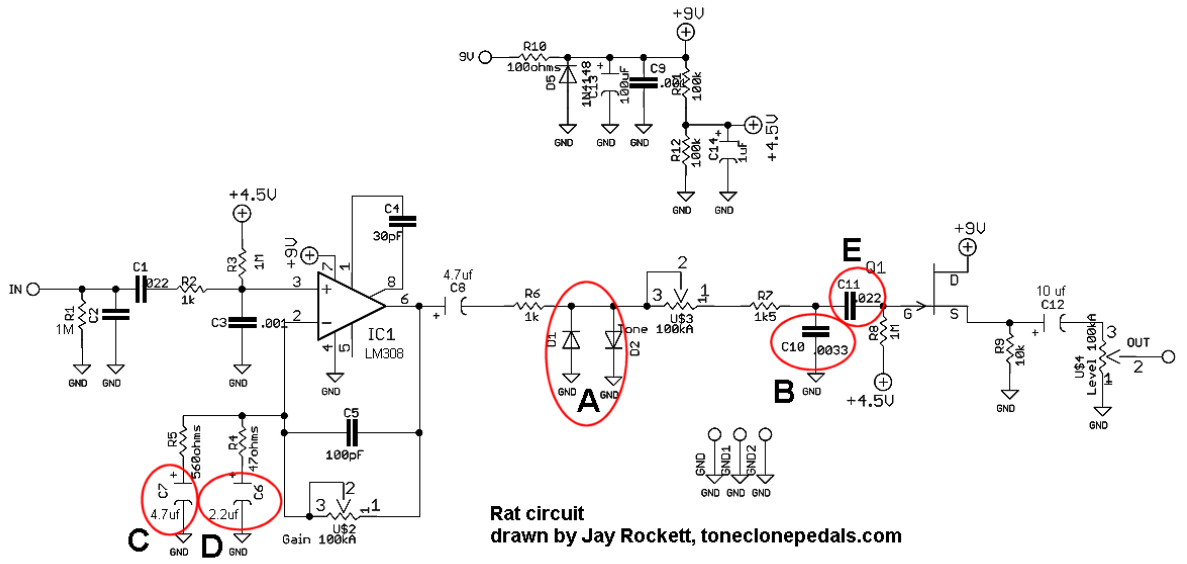 +9V
9V
R10
100ohms
D5
1N4148
C13
100uF
C9
.001
R11
100k
+4.5V
R12
100k
C14
1uF
GND
GND
GND
GND
GND
+4.5V
R3
1M
+9V
C4
30pF
7
1
8
3
+
6
2
-
IC1
LM308
4
5
GND
IN
C1
.022
R2
1k
R1
1M
C2
C3
.001
GND
GND
GND
4.7uf
C8
R6
1k
D1
D2
GND
GND
A
2
3
1
U$3
Tone 100kA
R7
1k5
C10
.0033
GND
B
E
C11
.022
Q1
R8
1M
+4.5V
+9V
D
G
S
R9
10k
GND
10 uf
C12
3
OUT
2
1
U$4
Level 100kA
GND
R5
560ohms
R4
47ohms
C5
100pF
C7
4.7uf
C6
2.2uf
GND
GND
C
D
2
3
1
U$2
Gain 100kA
GND
GND1
GND2
GND
GND
GND
Rat circuit
drawn by Jay Rockett, toneclonepedals.com